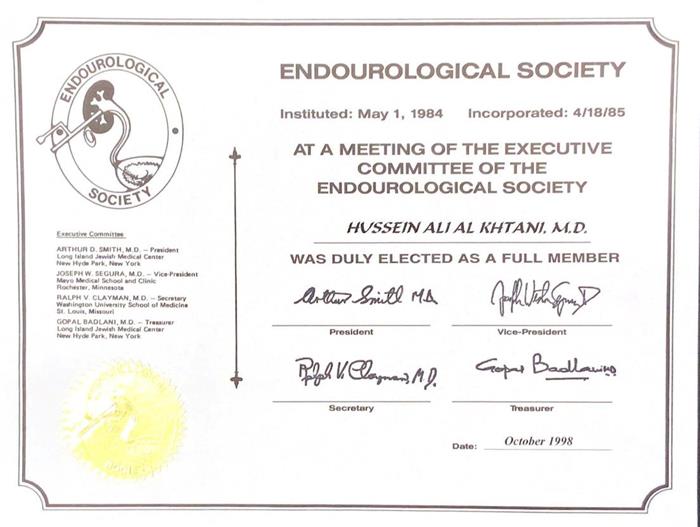 ENDOUROLOGICAL
SOCIETY
Executive Committee
ARTHUR D. SMITH, M.D. — President
Long Island Jewish Medical Center
New Hyde Park, New York
JOSEPH W. SEGURA, M.D. — Vice-President
Mayo Medical School and Clinic
Rochester, Minnesota
RALPH V. CLAYMAN, M.D. — Secretary
Washington University School of Medicine
St. Louis, Missouri
GOPAL BADLANI, M.D. — Treasurer
Long Island Jewish Medical Center
New Hyde Park, New York
ENDOUROLOGICAL SOCIETY
Instituted: May 1, 1984 Incorporated: 4/18/85
AT A MEETING OF THE EXECUTIVE
COMMITTEE OF THE
ENDOUROLOGICAL SOCIETY
HUSSEIN ALI AL KHTANI, M.D.
WAS DULY ELECTED AS A FULL MEMBER
Arthur Smith MD
President
Vice-President
Ralph V. Clayman, M.D.
Secretary
Gopal Badlani MD
Treasurer
Date: October 1998